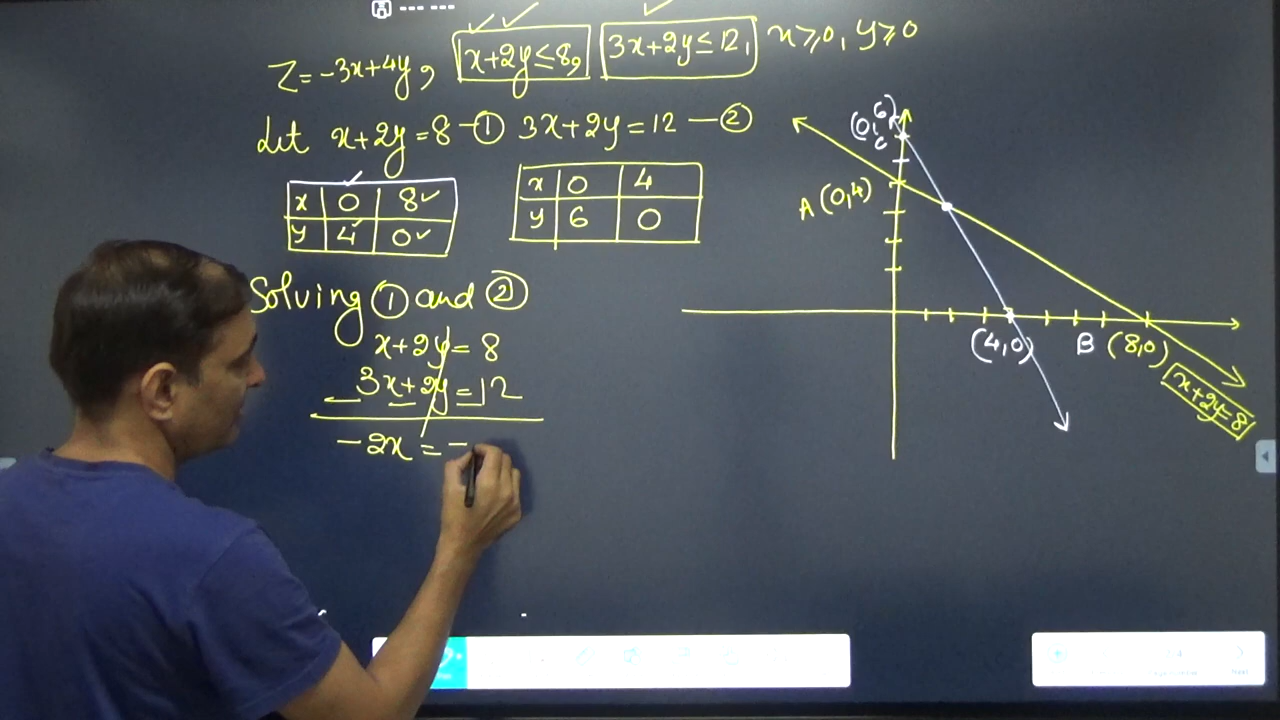 Z=-3x+4y, x+2y≤8, 3x+2y≤12, x≥0, y≥0
Let x+2y=8 -① 3x+2y=12 -②
x 0 8
y 4 0
x 0 4
y 6 0
Solving ① and ②
x+2y=8
3x+2y=12
-2x=-
(0,6)
C
A (0,4)
(4,0)
B (8,0)
x+2y=8